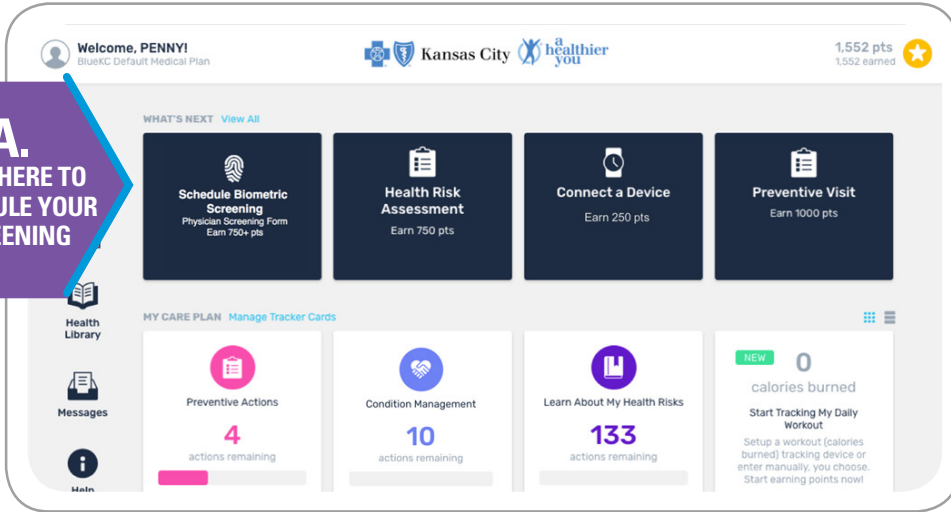 Welcome, PENNY!
BlueKC Default Medical Plan
Kansas City
a healthier you
1,552 pts
1,552 earned
A.
HERE TO
ULE YOUR
EENING
WHAT'S NEXT View All
Schedule Biometric
Screening
Physician Screening Form
Earn 750+ pts
Health Risk
Assessment
Earn 750 pts
Connect a Device
Earn 250 pts
Preventive Visit
Earn 1000 pts
Health
Library
Messages
Help
MY CARE PLAN Manage Tracker Cards
Preventive Actions
4
actions remaining
Condition Management
10
actions remaining
Learn About My Health Risks
133
actions remaining
NEW
0
calories burned
Start Tracking My Daily
Workout
Setup a workout (calories
burned) tracking device or
enter manually, you choose.
Start earning points now!